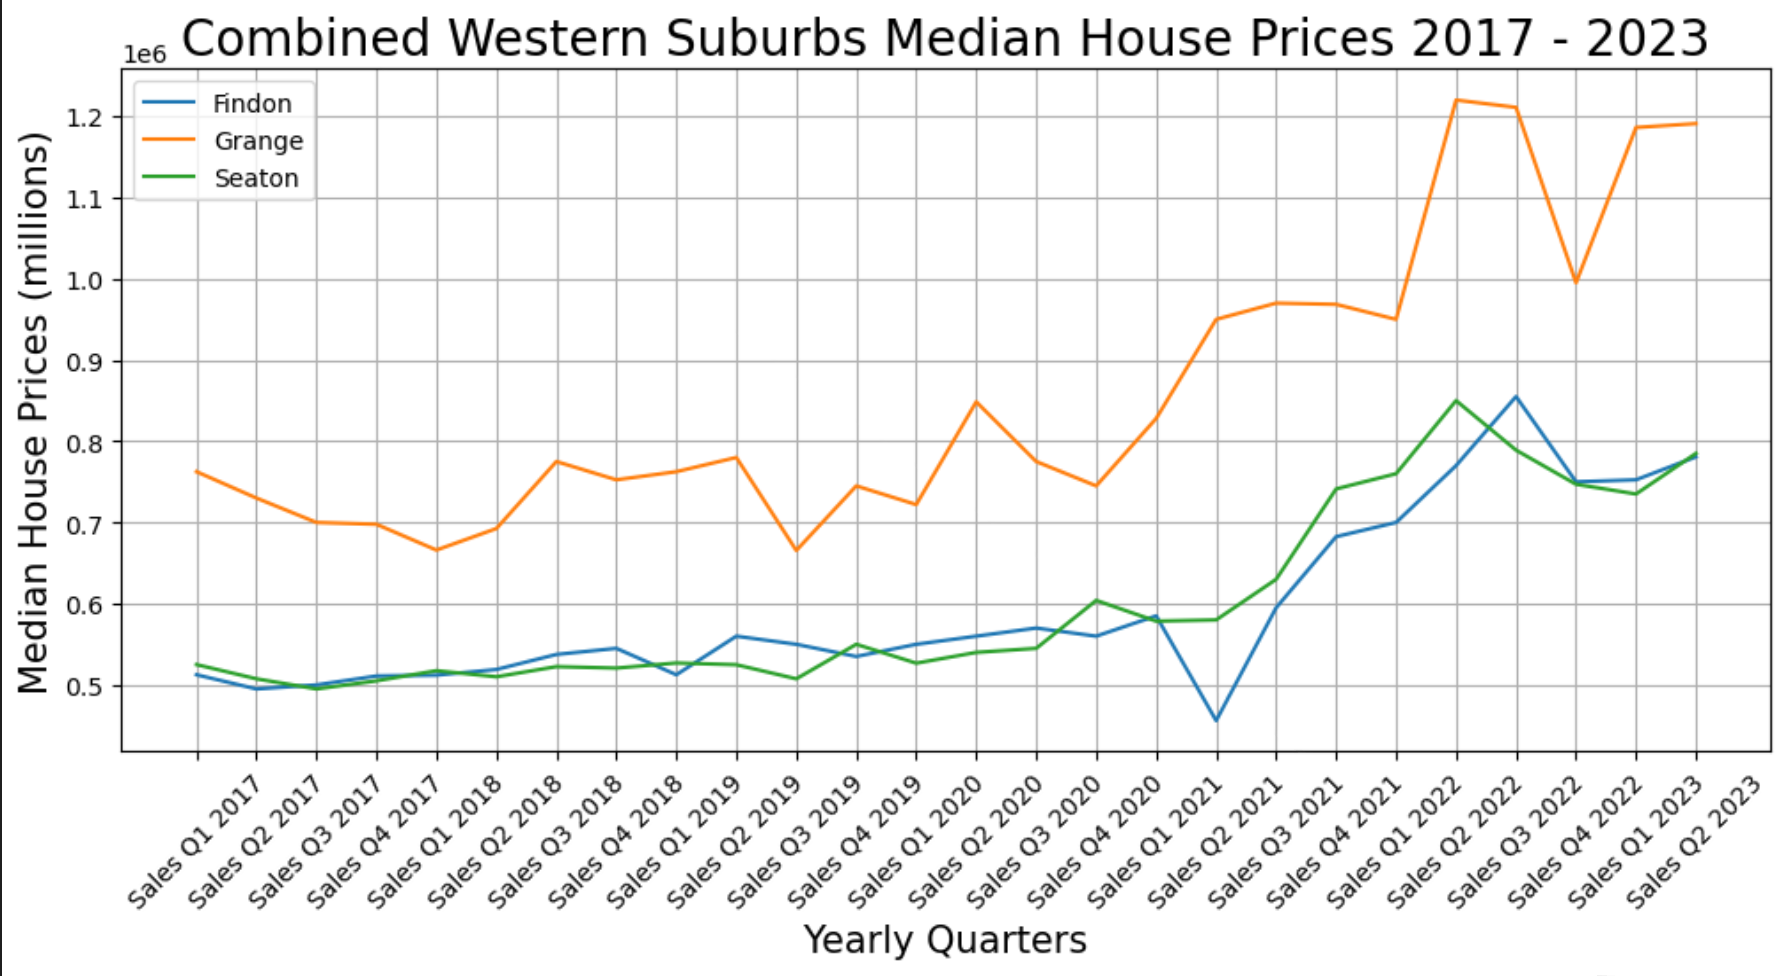 Combined Western Suburbs Median House Prices 2017 - 2023
1e6
Findon
Grange
Seaton
Median House Prices (millions)
1.2
1.1
1.0
0.9
0.8
0.7
0.6
0.5
Sales Q1 2017
Sales Q2 2017
Sales Q3 2017
Sales Q4 2017
Sales Q1 2018
Sales Q2 2018
Sales Q3 2018
Sales Q4 2018
Sales Q1 2019
Sales Q2 2019
Sales Q3 2019
Sales Q4 2019
Sales Q1 2020
Sales Q2 2020
Sales Q3 2020
Sales Q4 2020
Sales Q1 2021
Sales Q2 2021
Sales Q3 2021
Sales Q4 2021
Sales Q1 2022
Sales Q2 2022
Sales Q3 2022
Sales Q4 2022
Sales Q1 2023
Sales Q2 2023
Yearly Quarters